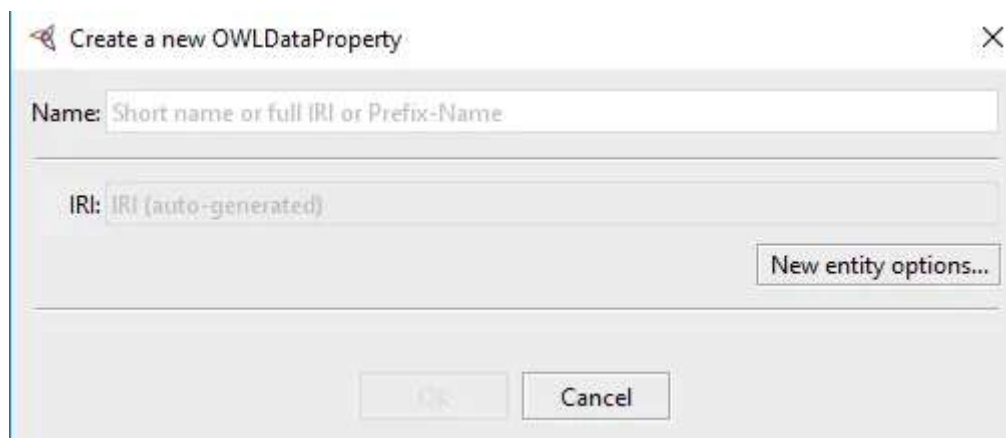 Create a new OWLDataProperty
Name: Short name or full IRI or Prefix-Name
IRI: IRI (auto-generated)
New entity options...
OK Cancel